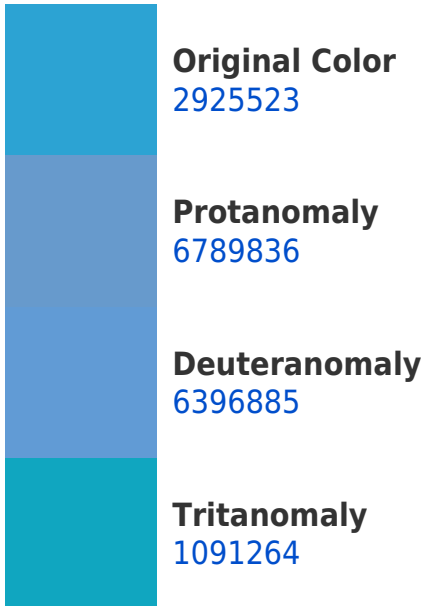 Original Color
2925523
Protanomaly
6789836
Deuteranomaly
6396885
Tritanomaly
1091264